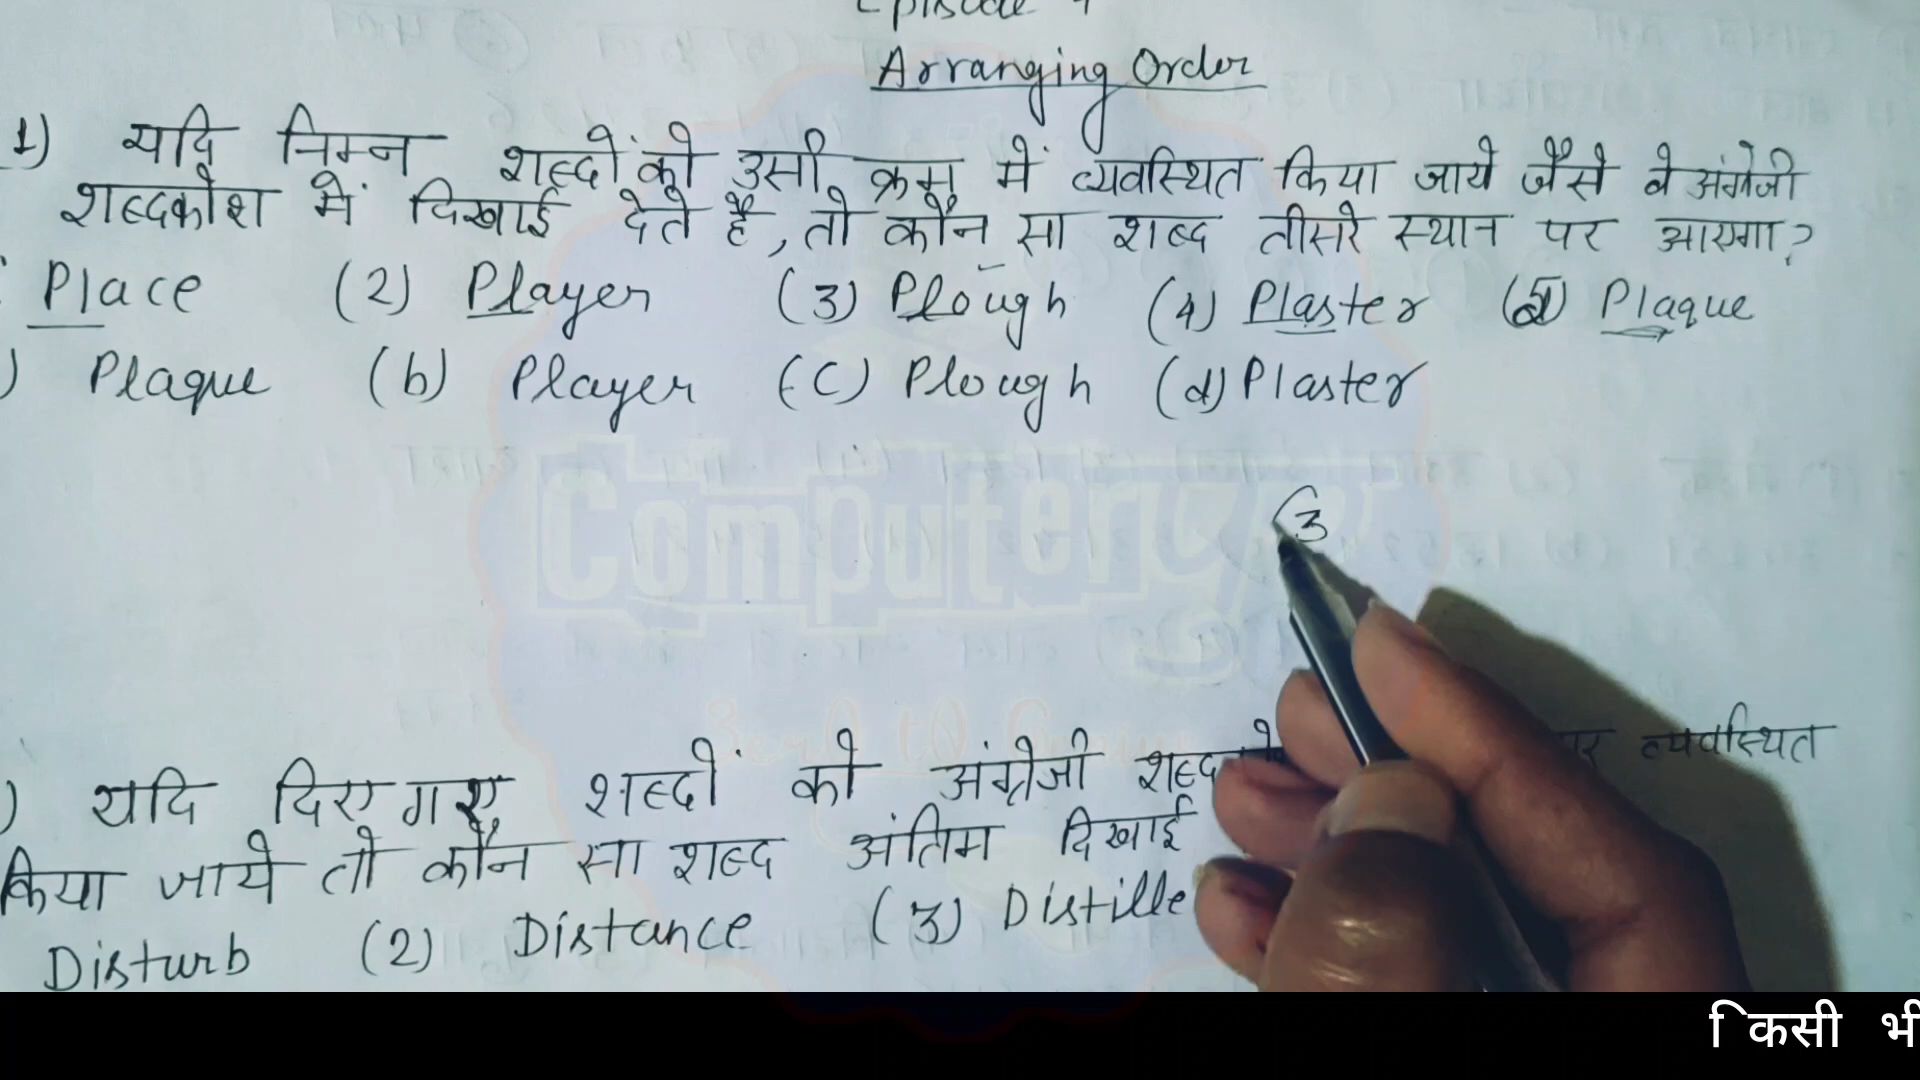 Arranging Order
1) यदि निम्न शब्दों को उसी क्रम में व्यवस्थित किया जाये जैसे वे अंग्रेजी
शब्दकोश में दिखाई देते है, तो कौन सा शब्द तीसरे स्थान पर आएगा?
Place (2) Player (3) Plough (4) Plaster (5) Plaque
) Plaque (b) Player (C) Plough (d) Plaster
Computer
3
) यदि दिए गए शब्दों को अंग्रेजी व्यवस्थित
किया जाये तो कौन सा शब्द अंतिम दिखाई
Disturb (2) Distance (3) Distille
किसी भी